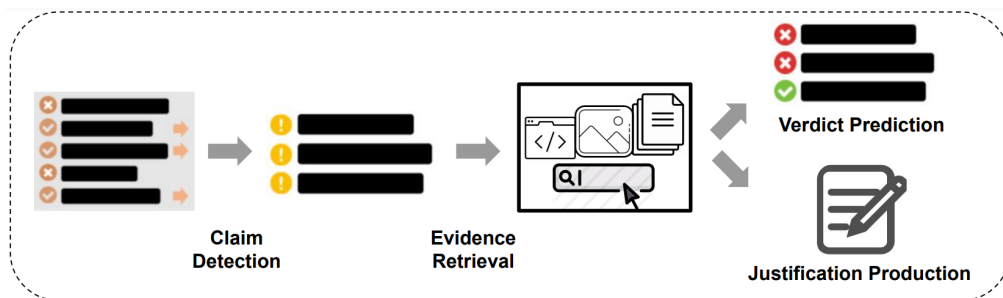 Claim
Detection
Evidence
Retrieval
</>
Verdict Prediction
Justification Production